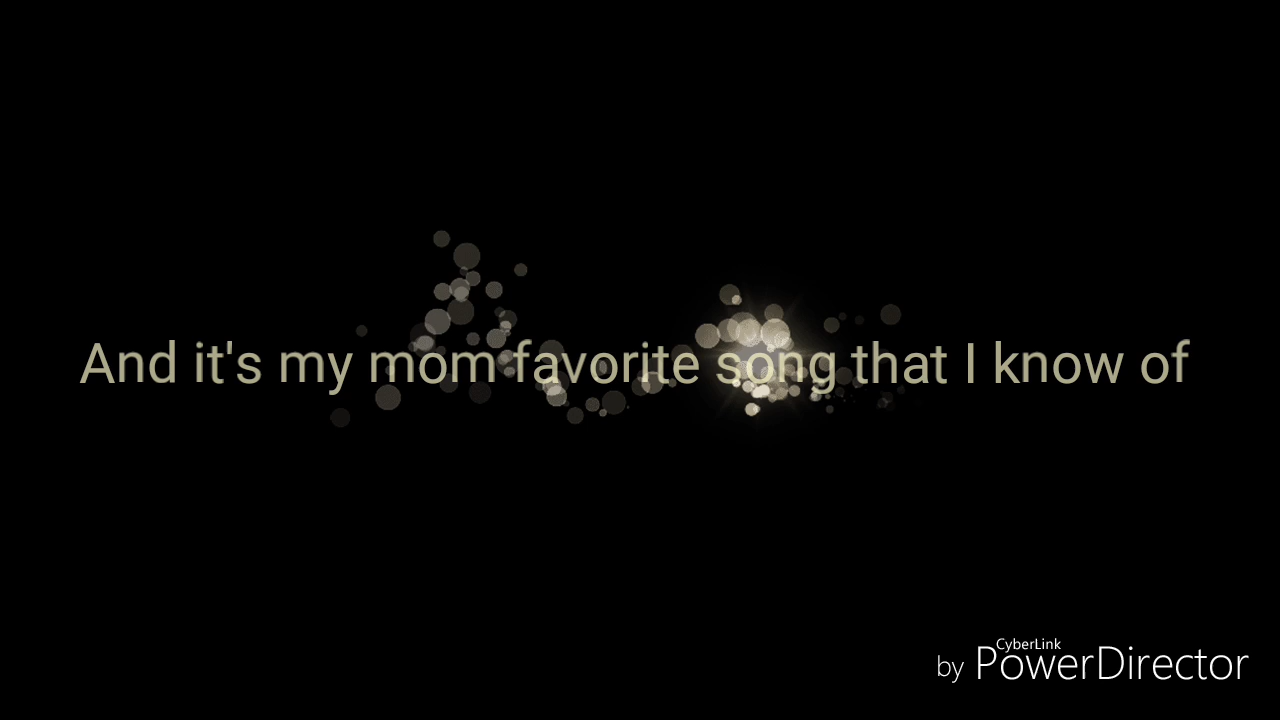 And it's my mom favorite song that I know of
CyberLink
by PowerDirector